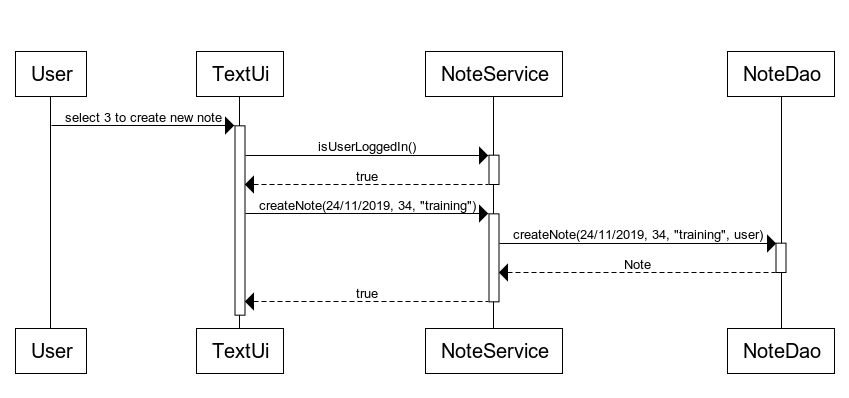 User TextUi NoteService NoteDao
select 3 to create new note
isUserLoggedIn()
true
createNote(24/11/2019, 34, "training")
createNote(24/11/2019, 34, "training", user)
Note
true
User TextUi NoteService NoteDao